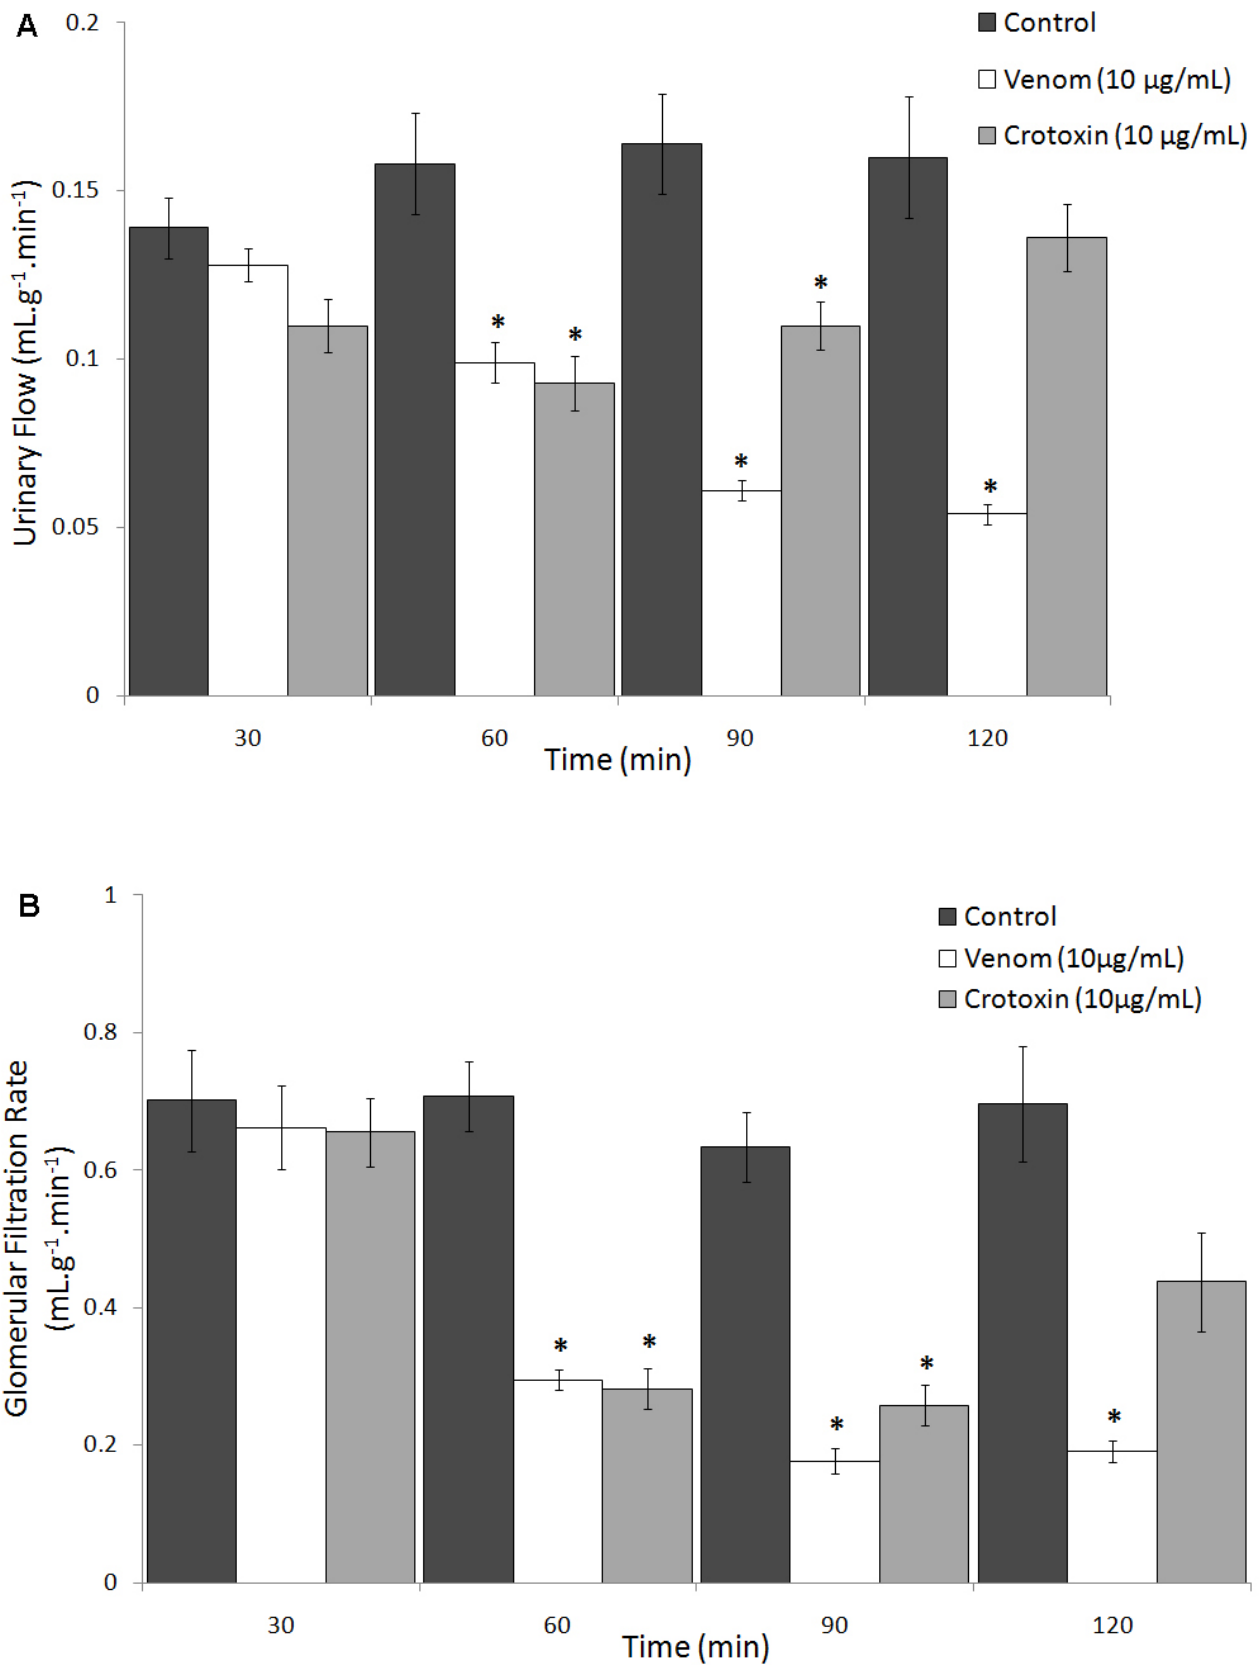 A
Control
Venom (10 µg/mL)
Crotoxin (10 µg/mL)
Urinary Flow (mL.g⁻¹.min⁻¹)
0.2
0.15
0.1
0.05
0
* *
* *
*
30 60 90 120
Time (min)
B
Control
Venom (10µg/mL)
Crotoxin (10µg/mL)
Glomerular Filtration Rate
(mL.g⁻¹.min⁻¹)
1
0.8
0.6
0.4
0.2
0
* *
* *
*
30 60 90 120
Time (min)